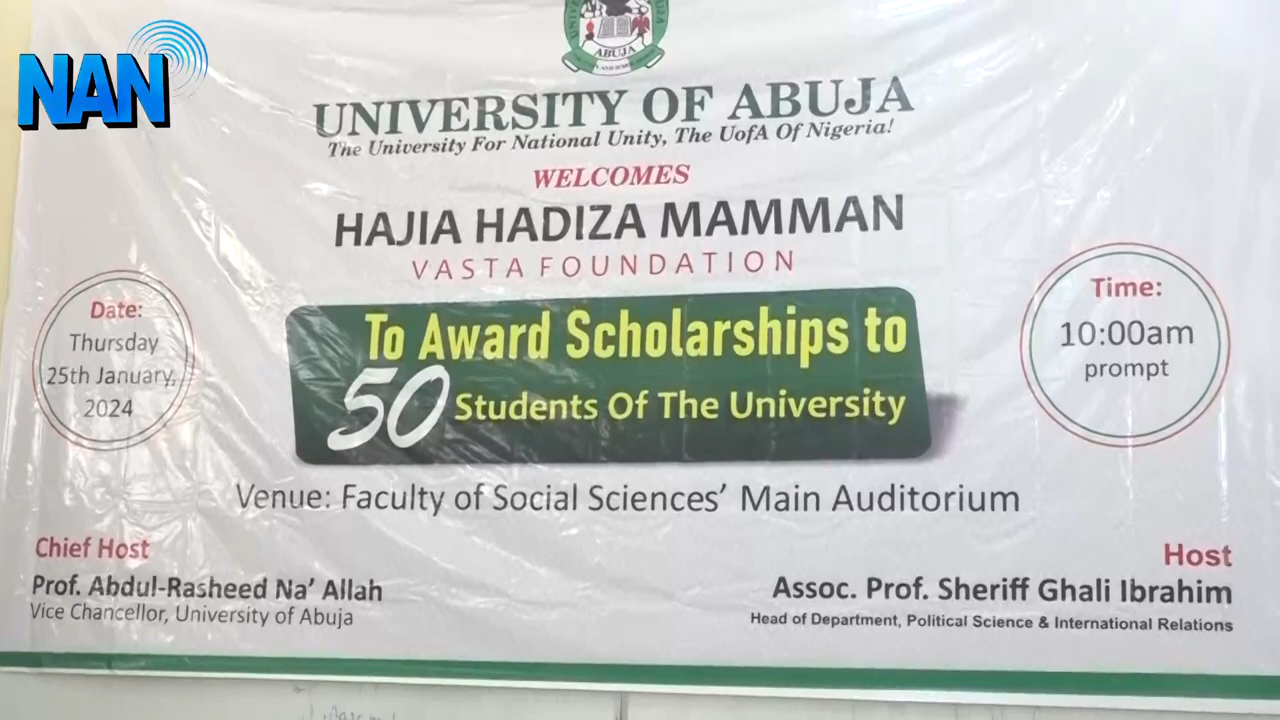 NAN
ABUJA
UNIVERSITY OF ABUJA
The University For National Unity, The UofA Of Nigeria!
WELCOMES
HAJIA HADIZA MAMMAN
VASTA FOUNDATION
To Award Scholarships to
50 Students Of The University
Date:
Thursday
25th January,
2024
Time:
10:00am
prompt
Venue: Faculty of Social Sciences’ Main Auditorium
Chief Host
Prof. Abdul-Rasheed Na’ Allah
Vice Chancellor, University of Abuja
Host
Assoc. Prof. Sheriff Ghali Ibrahim
Head of Department, Political Science & International Relations